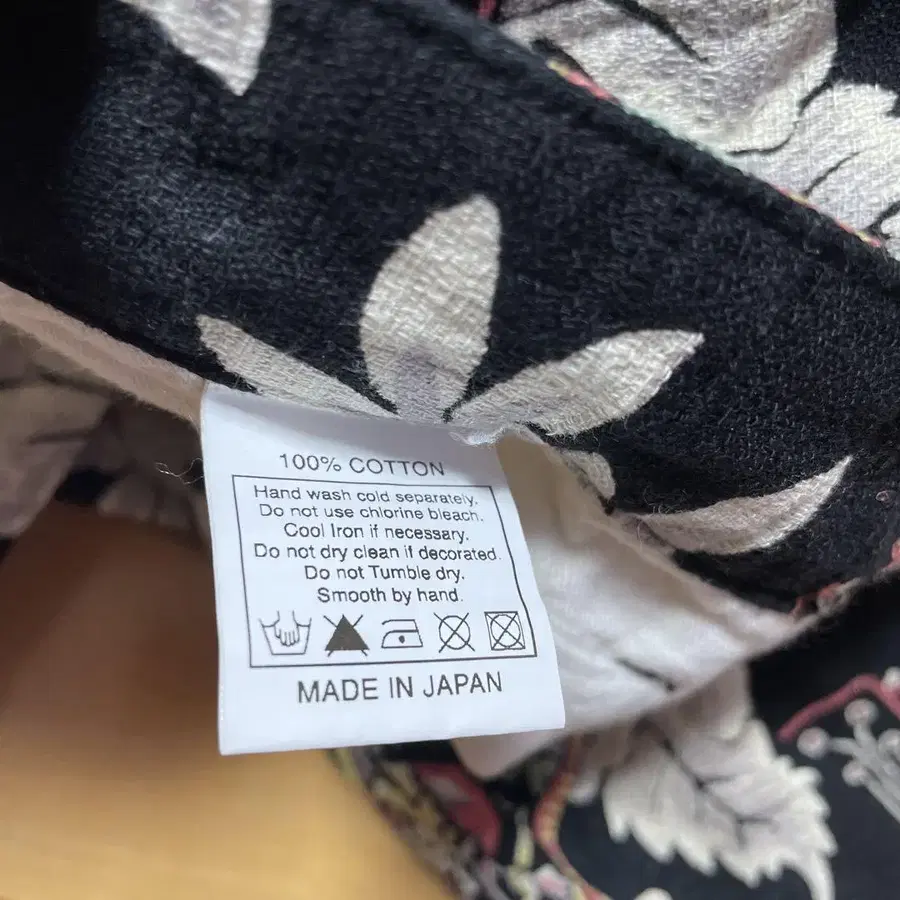 100% COTTON
Hand wash cold separately.
Do not use chlorine bleach.
Cool Iron if necessary.
Do not dry clean if decorated.
Do not Tumble dry.
Smooth by hand.
MADE IN JAPAN